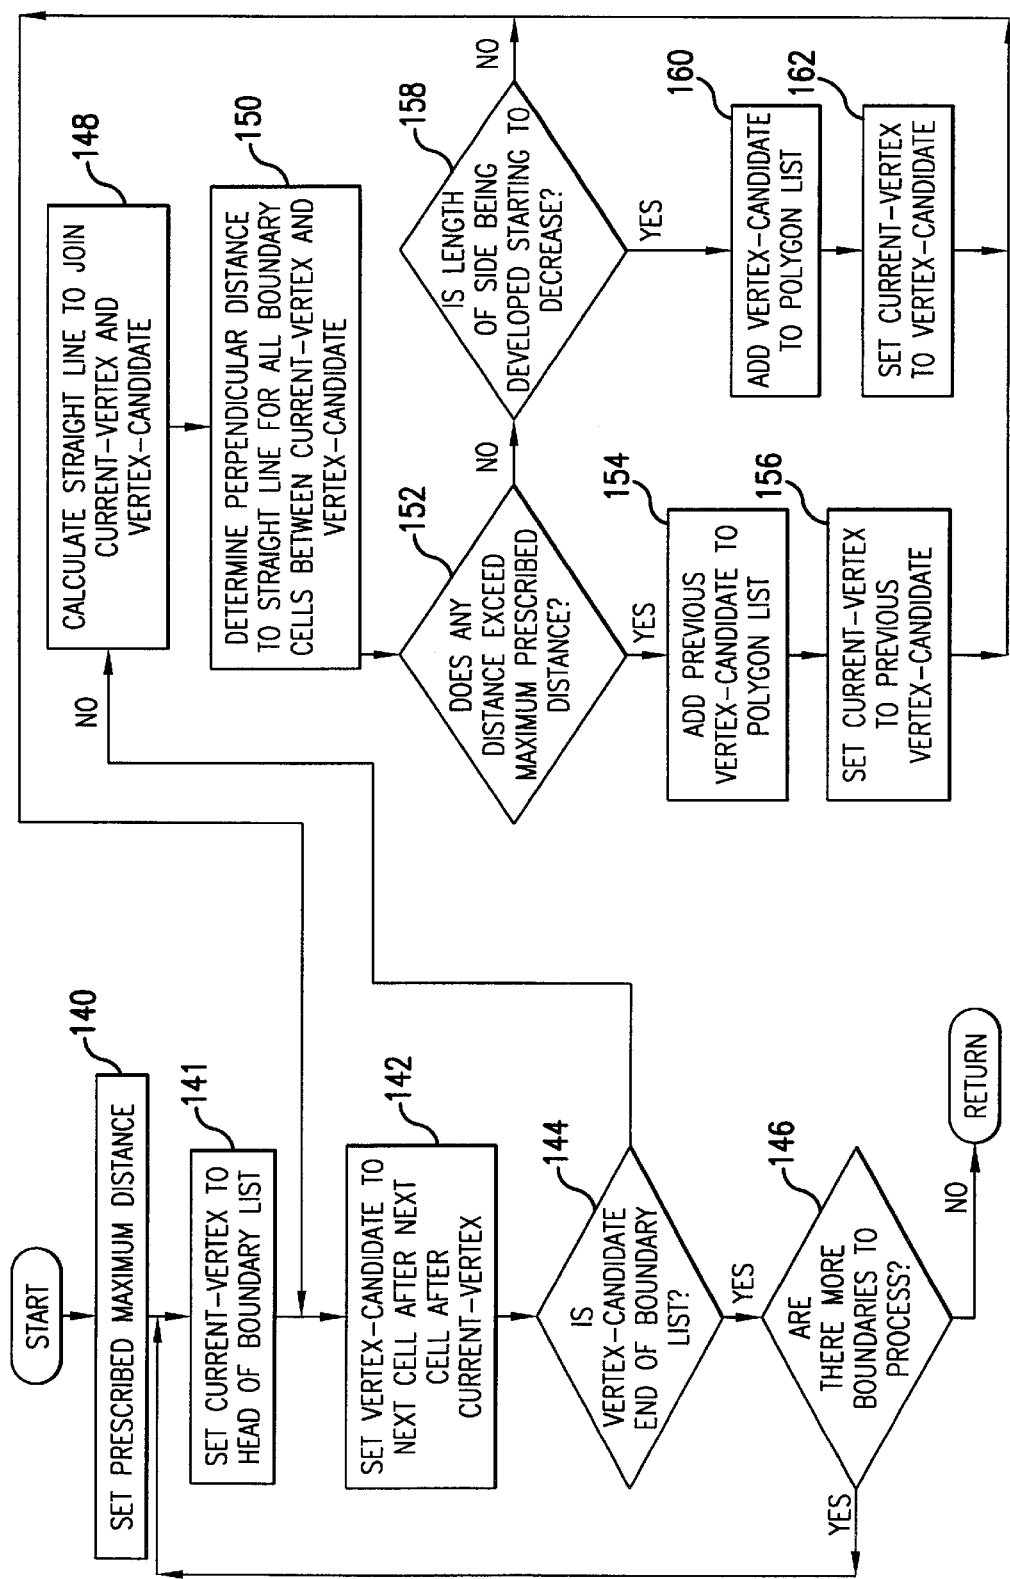 START
140
SET PRESCRIBED MAXIMUM DISTANCE
141
SET CURRENT-VERTEX TO
HEAD OF BOUNDARY LIST
142
SET VERTEX-CANDIDATE TO
NEXT CELL AFTER NEXT
CELL AFTER
CURRENT-VERTEX
144
IS
VERTEX-CANDIDATE
END OF BOUNDARY
LIST?
NO
YES
146
ARE
THERE MORE
BOUNDARIES TO
PROCESS?
YES
NO
RETURN
148
CALCULATE STRAIGHT LINE TO JOIN
CURRENT-VERTEX AND
VERTEX-CANDIDATE
150
DETERMINE PERPENDICULAR DISTANCE
TO STRAIGHT LINE FOR ALL BOUNDARY
CELLS BETWEEN CURRENT-VERTEX AND
VERTEX-CANDIDATE
152
DOES ANY
DISTANCE EXCEED
MAXIMUM PRESCRIBED
DISTANCE?
NO
YES
154
ADD PREVIOUS
VERTEX-CANDIDATE TO
POLYGON LIST
156
SET CURRENT-VERTEX
TO PREVIOUS
VERTEX-CANDIDATE
158
IS LENGTH
OF SIDE BEING
DEVELOPED STARTING TO
DECREASE?
NO
YES
160
ADD VERTEX-CANDIDATE
TO POLYGON LIST
162
SET CURRENT-VERTEX
TO VERTEX-CANDIDATE